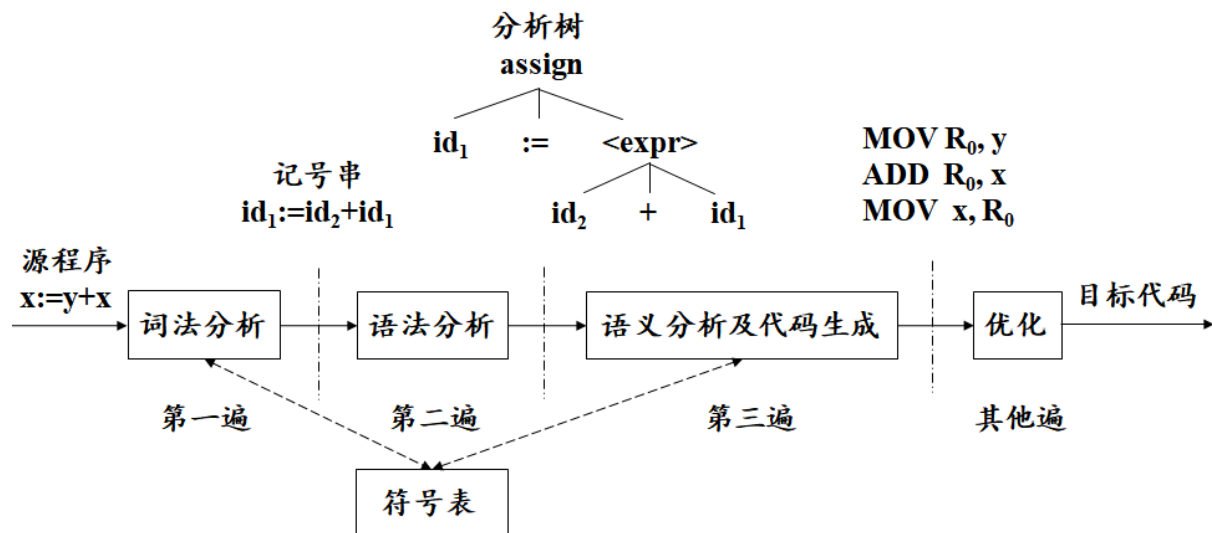 分析树
assign
id₁ := <expr>
id₂ + id₁
记号串
id₁:=id₂+id₁
MOV R₀, y
ADD R₀, x
MOV x, R₀
源程序
x:=y+x
词法分析
语法分析
语义分析及代码生成
优化
目标代码
第一遍
第二遍
第三遍
其他遍
符号表